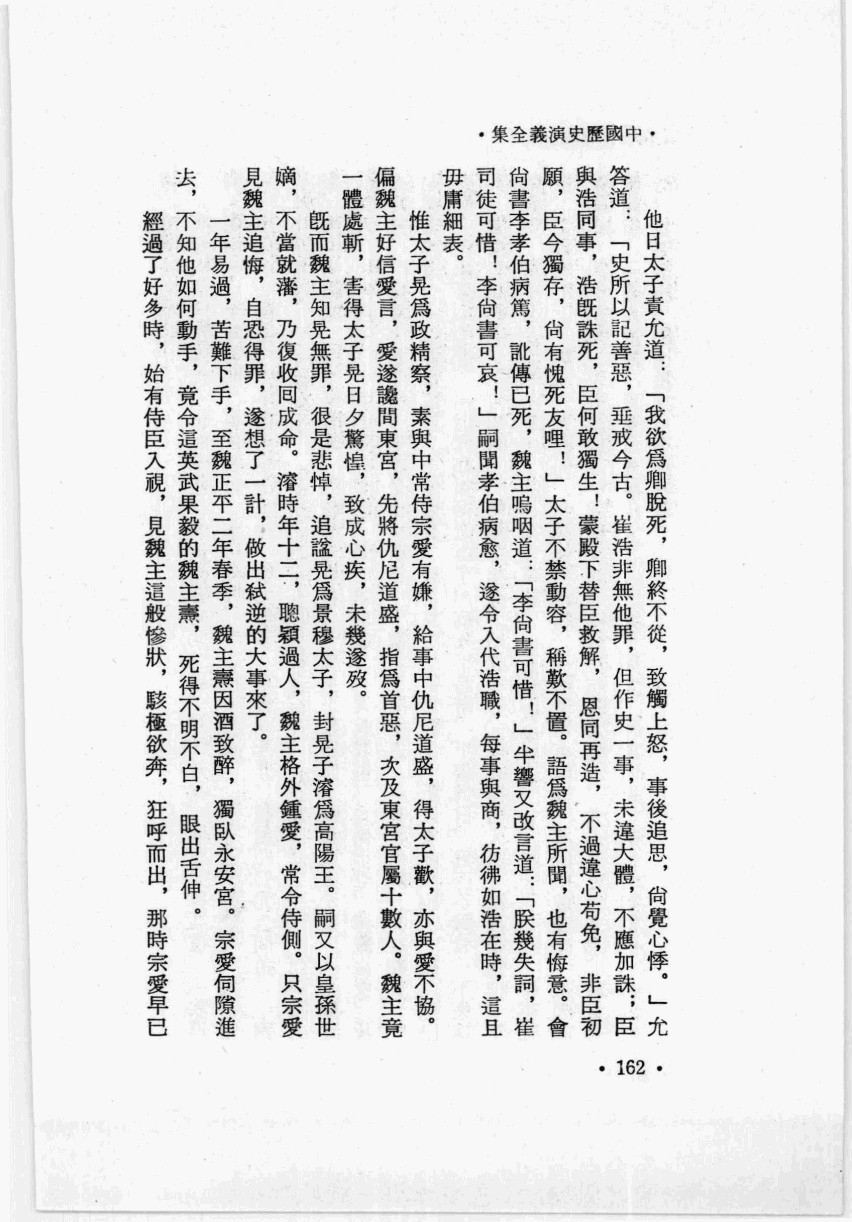 •中國歷史演義全集•
他日太子責允道：「我欲爲卿脫死，卿終不從，致觸上怒，事後追思，尙覺心悸。」允
答道：「史所以記善惡，垂戒今古。崔浩非無他罪，但作史一事，未違大體，不應加誅；臣
與浩同事，浩旣誅死，臣何敢獨生！蒙殿下替臣救解，恩同再造，不過違心苟免，非臣初
願，臣今獨存，尙有愧死友哩！」太子不禁動容，稱歎不置。語爲魏主所聞，也有悔意。會
尙書李孝伯病篤，訛傳已死，魏主嗚咽道：「李尙書可惜！」半響又改言道：「朕幾失詞，崔
司徒可惜！李尙書可哀！」嗣聞孝伯病愈，遂令入代浩職，每事與商，彷彿如浩在時，這且
毋庸細表。
惟太子晃爲政精察，素與中常侍宗愛有嫌，給事中仇尼道盛，得太子歡，亦與愛不協。
偏魏主好信愛言，愛遂讒間東宮，先將仇尼道盛，指爲首惡，次及東宮官屬十數人。魏主竟
一體處斬，害得太子晃日夕驚惶，致成心疾，未幾遂歿。
旣而魏主知晃無罪，很是悲悼，追諡晃爲景穆太子，封晃子濬爲高陽王。嗣又以皇孫世
嫡，不當就藩，乃復收回成命。濬時年十二，聰穎過人，魏主格外鍾愛，常令侍側。只宗愛
見魏主追悔，自恐得罪，遂想了一計，做出弒逆的大事來了。
一年易過，苦難下手，至魏正平二年春季，魏主燾因酒致醉，獨臥永安宮。宗愛伺隙進
去，不知他如何動手，竟令這英武果毅的魏主燾，死得不明不白，眼出舌伸。
經過了好多時，始有侍臣入視，見魏主這般慘狀，駭極欲奔，狂呼而出，那時宗愛早已
•162•